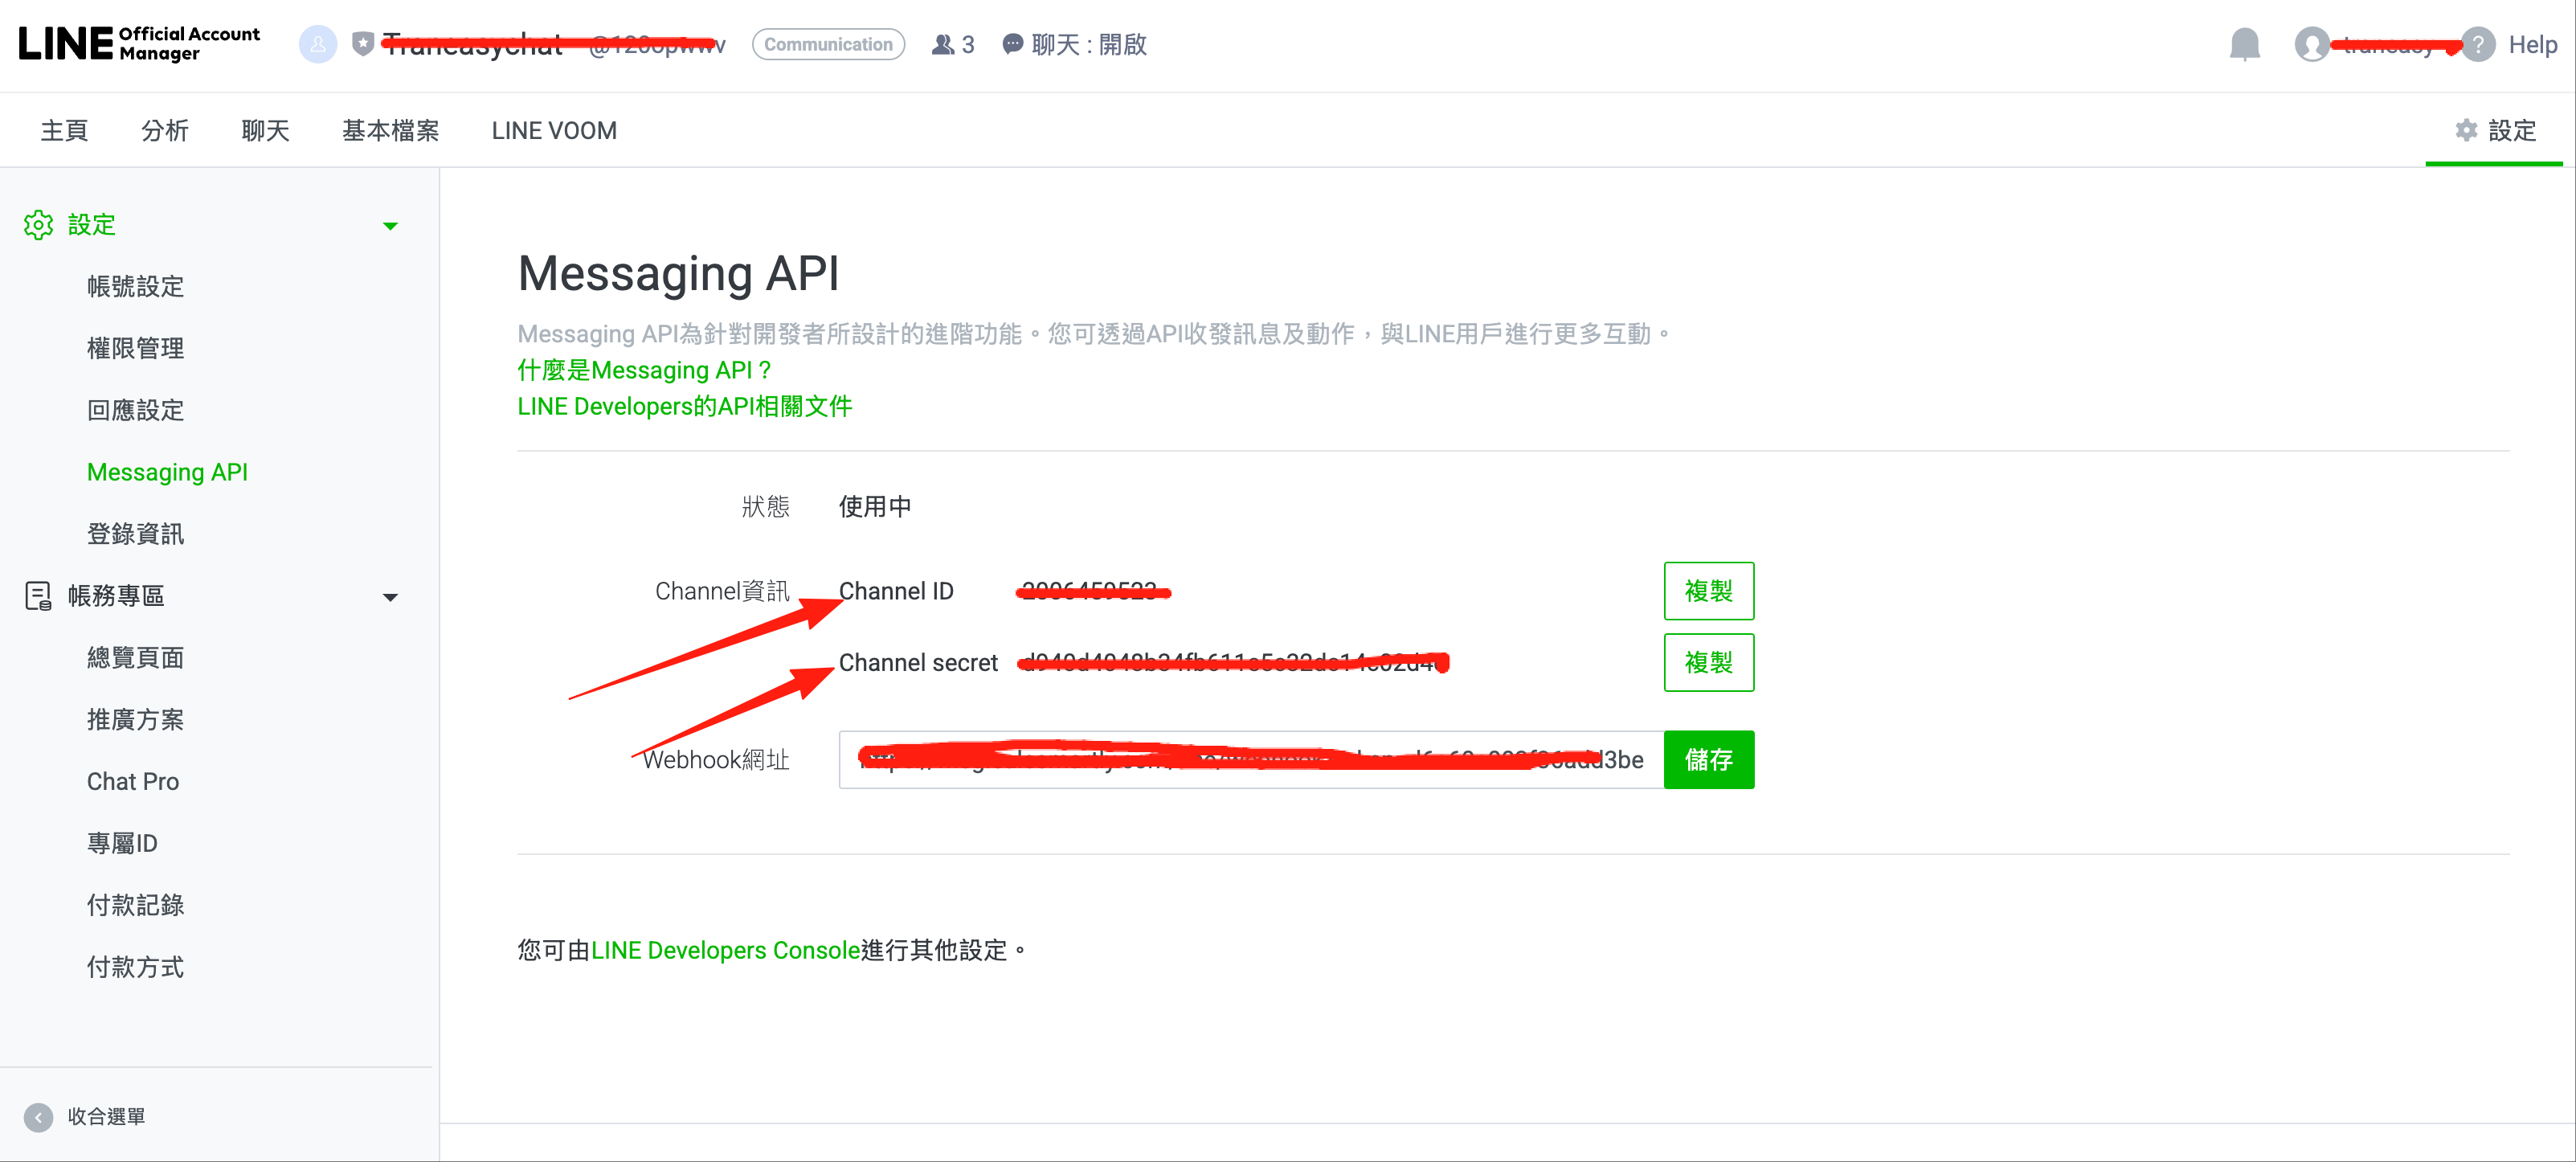 LINE Official Account Manager
Communication
3
聊天 : 開啟
Help
主頁
分析
聊天
基本檔案
LINE VOOM
設定
設定
帳號設定
權限管理
回應設定
Messaging API
登錄資訊
帳務專區
總覽頁面
推廣方案
Chat Pro
專屬ID
付款記錄
付款方式
收合選單
Messaging API
Messaging API為針對開發者所設計的進階功能。您可透過API收發訊息及動作，與LINE用戶進行更多互動。
什麼是Messaging API？
LINE Developers的API相關文件
狀態 使用中
Channel資訊 Channel ID 複製
Channel secret 複製
Webhook網址 儲存
您可由LINE Developers Console進行其他設定。